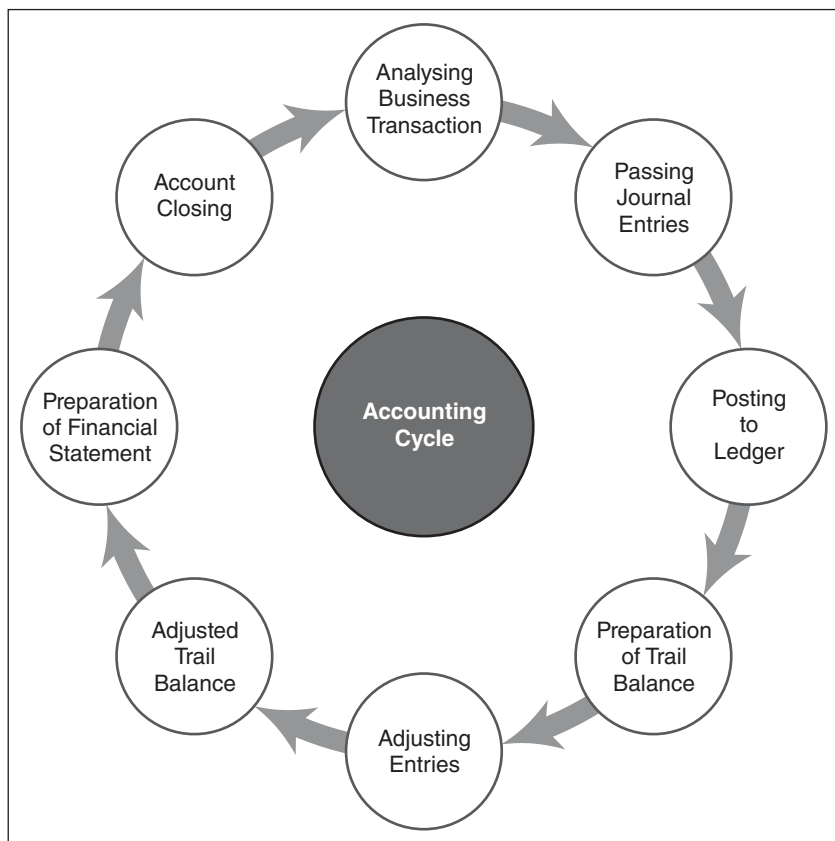 Analysing
Business
Transaction
Passing
Journal
Entries
Posting
to
Ledger
Preparation
of Trail
Balance
Adjusting
Entries
Adjusted
Trail
Balance
Preparation
of Financial
Statement
Account
Closing
Accounting
Cycle